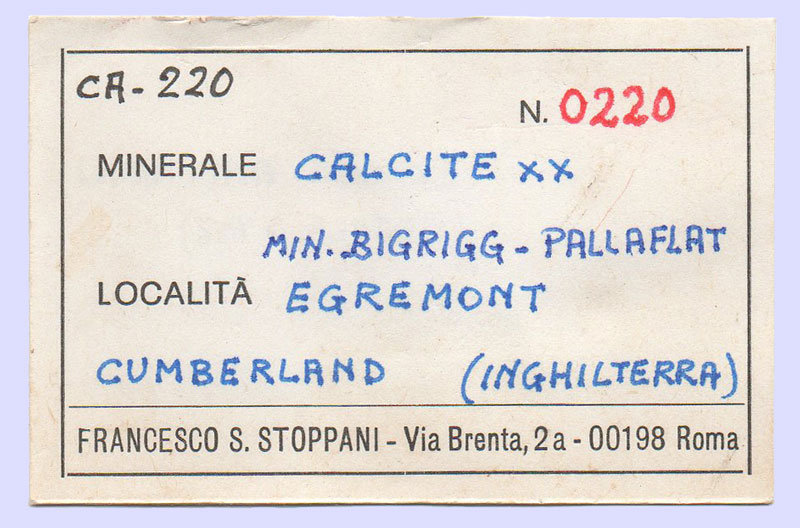 CA-220
N. 0220
MINERALE CALCITE xx
MIN. BIGRIGG - PALLAFLAT
LOCALITÀ EGREMONT
CUMBERLAND (INGHILTERRA)
FRANCESCO S. STOPPANI - Via Brenta, 2a - 00198 Roma